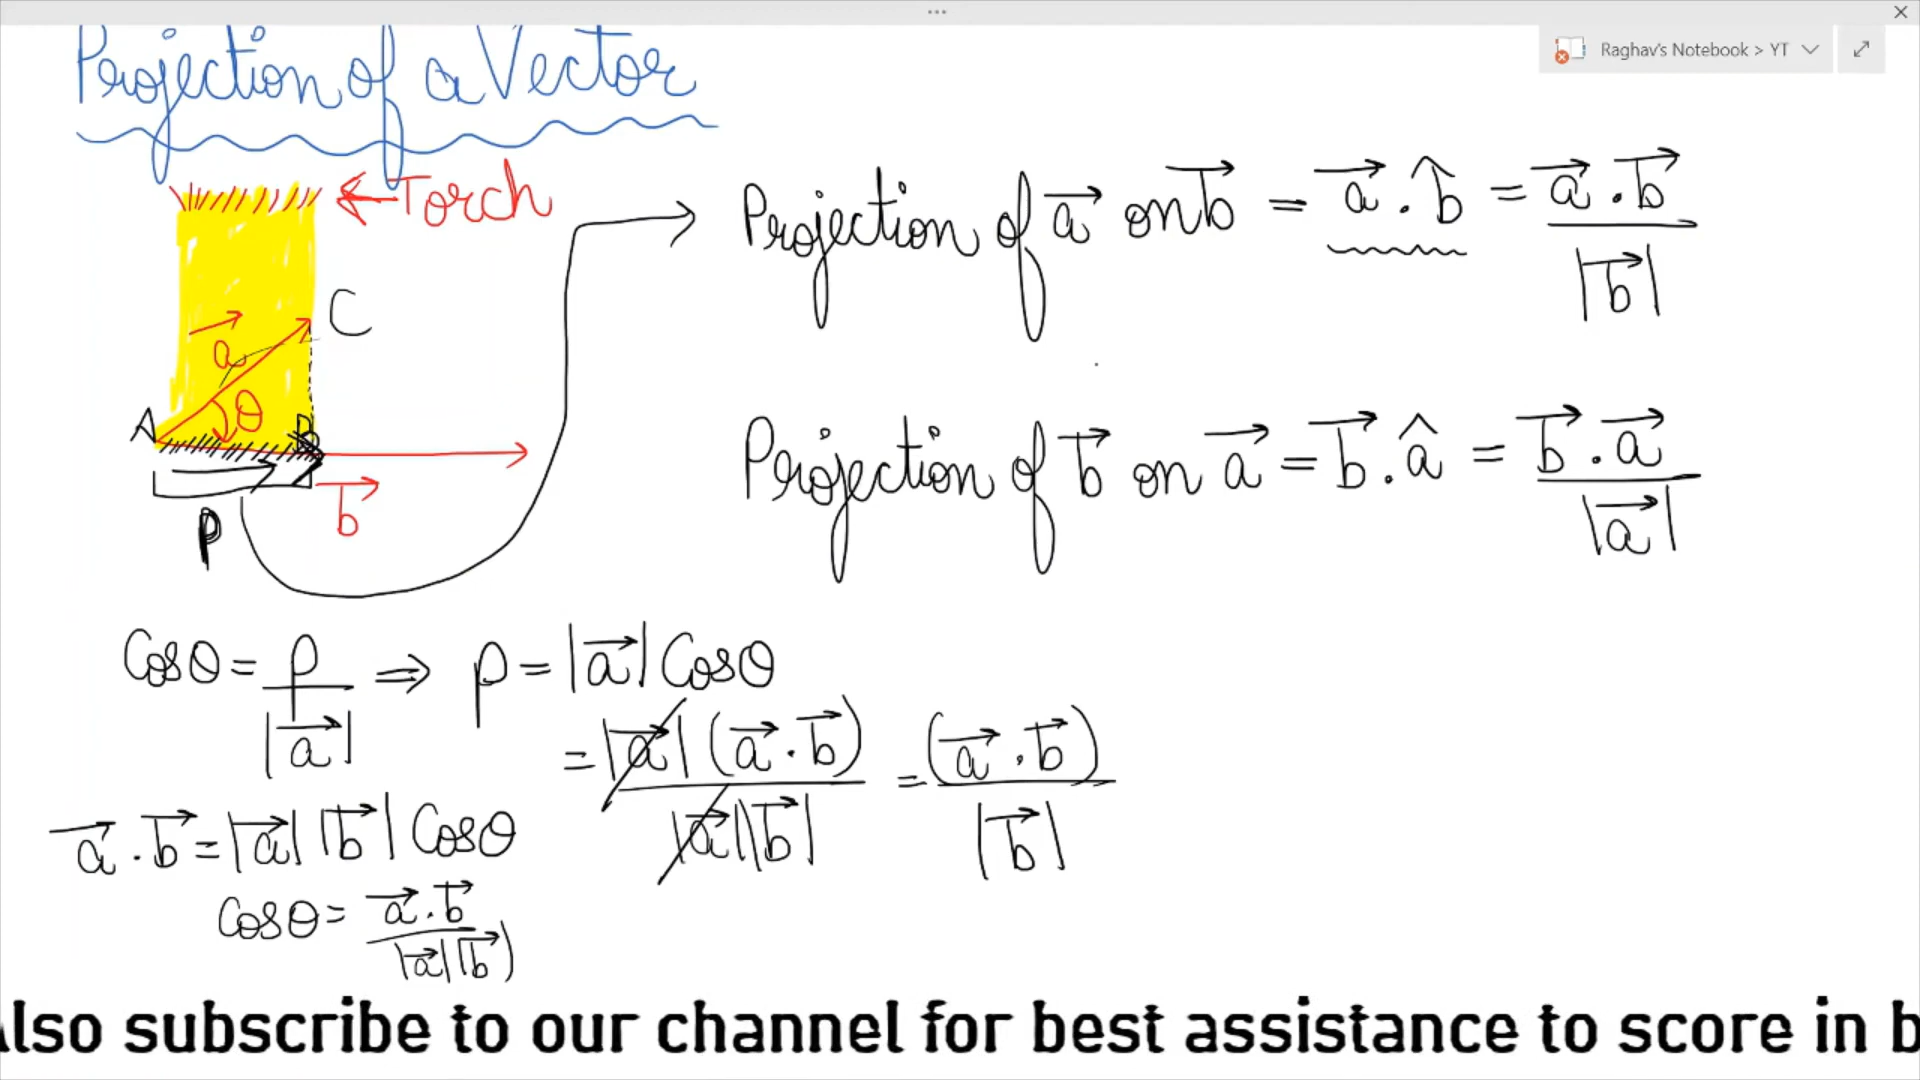 Raghav's Notebook > YT
Projection of a Vector
Torch
C
a⃗
θ
A
B
b⃗
p
Projection of a⃗ on b⃗ = a⃗ . b̂ = a⃗ . b⃗ / |b⃗|
Projection of b⃗ on a⃗ = b⃗ . â = b⃗ . a⃗ / |a⃗|
Cosθ = p / |a⃗| ⇒ p = |a⃗| Cosθ
= |a⃗| (a⃗ . b⃗) / |a⃗||b⃗| = (a⃗ . b⃗) / |b⃗|
a⃗ . b⃗ = |a⃗| |b⃗| Cosθ
Cosθ = a⃗ . b⃗ / |a⃗||b⃗|
Also subscribe to our channel for best assistance to score in b